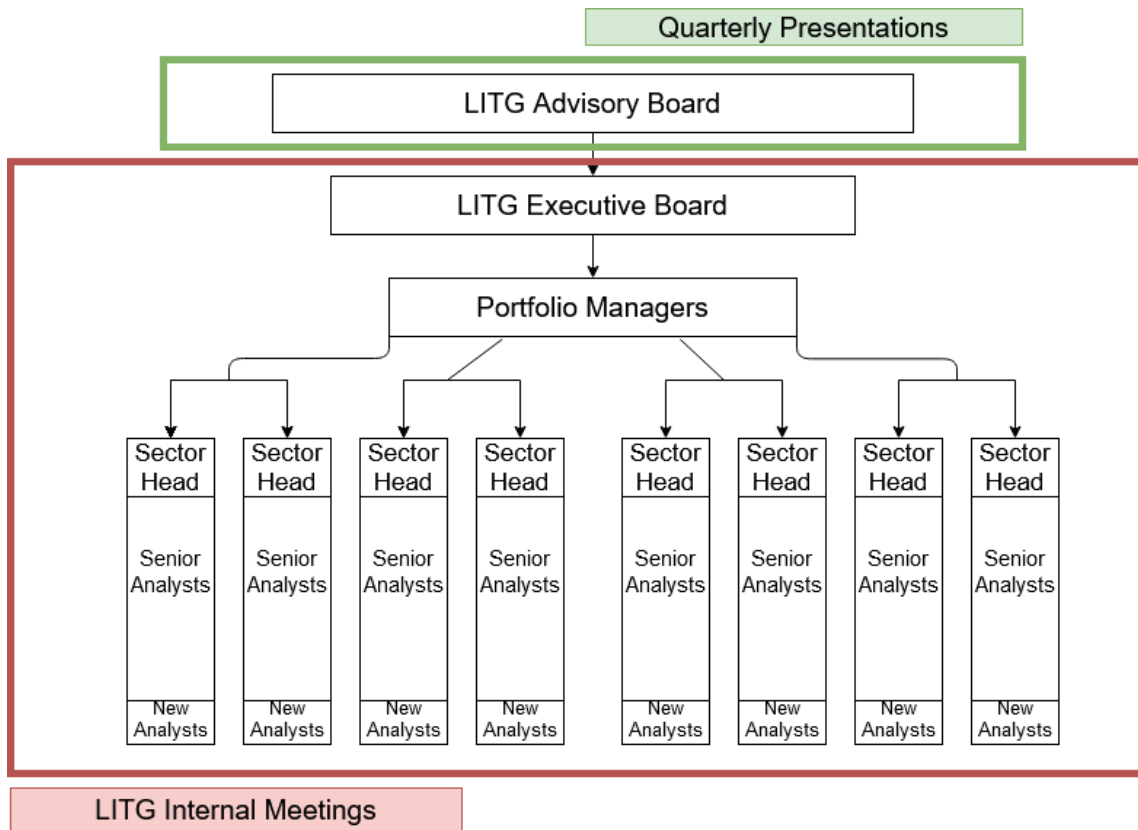 Quarterly Presentations
LITG Advisory Board
LITG Executive Board
Portfolio Managers
Sector Head
Sector Head
Sector Head
Sector Head
Sector Head
Sector Head
Sector Head
Sector Head
Senior Analysts
Senior Analysts
Senior Analysts
Senior Analysts
Senior Analysts
Senior Analysts
Senior Analysts
Senior Analysts
New Analysts
New Analysts
New Analysts
New Analysts
New Analysts
New Analysts
New Analysts
New Analysts
LITG Internal Meetings